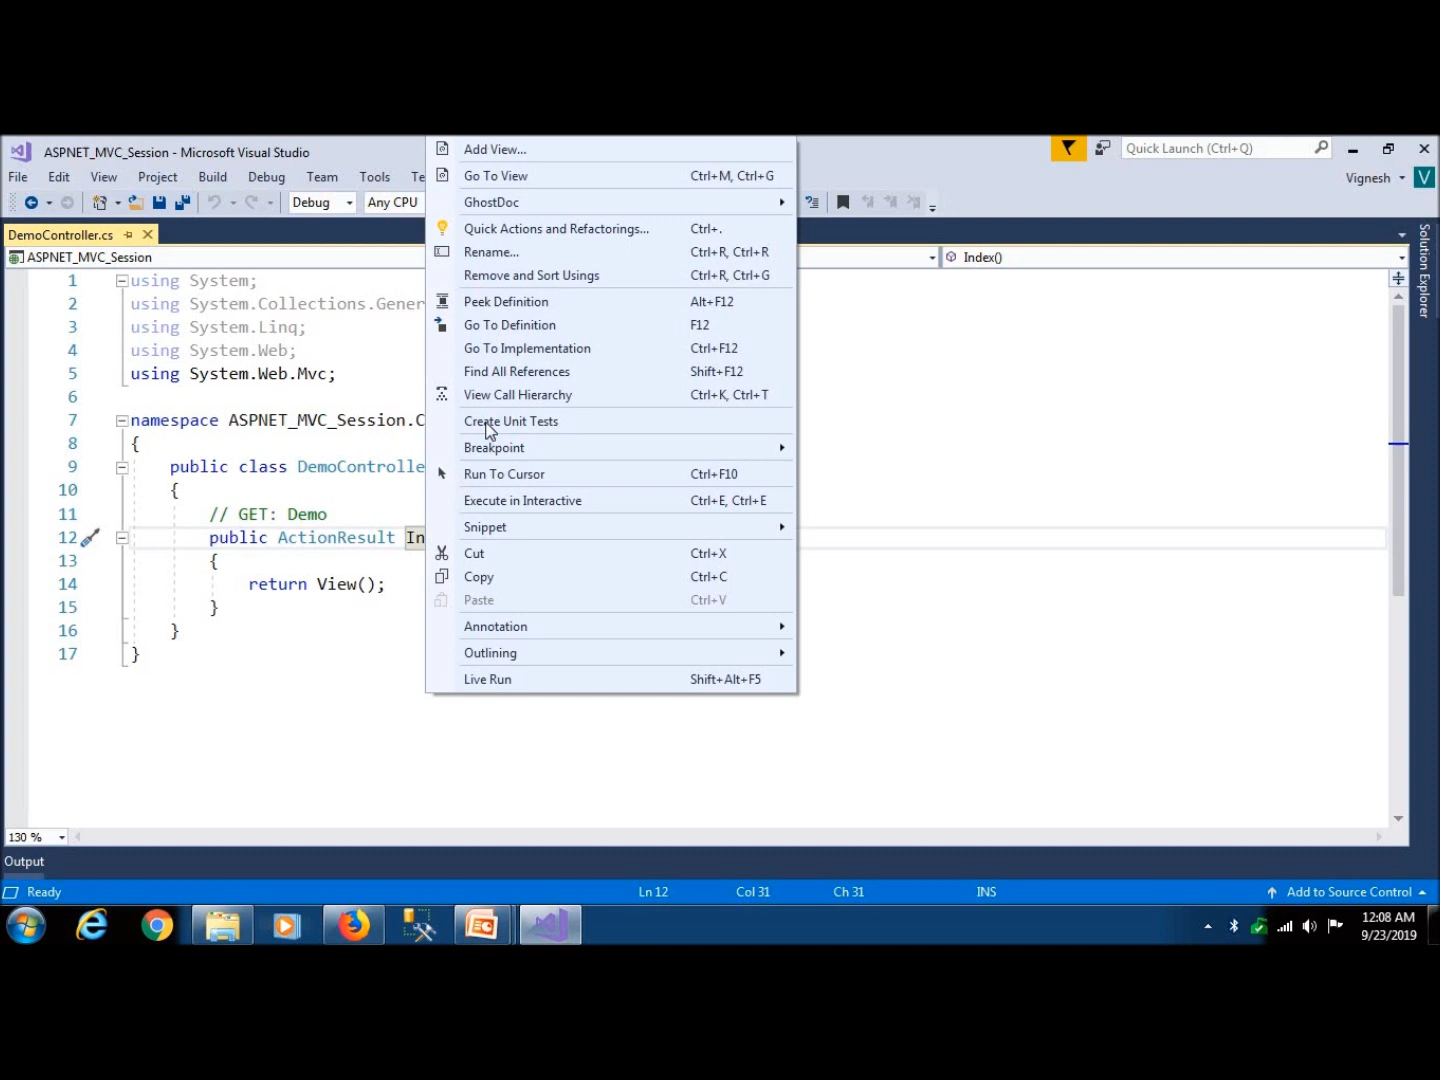 ASPNET_MVC_Session - Microsoft Visual Studio
Quick Launch (Ctrl+Q)
File Edit View Project Build Debug Team Tools Te
Vignesh V
Debug Any CPU
DemoController.cs
ASPNET_MVC_Session
Index()
Solution Explorer
1 using System;
2 using System.Collections.Gener
3 using System.Linq;
4 using System.Web;
5 using System.Web.Mvc;
6
7 namespace ASPNET_MVC_Session.C
8 {
9 public class DemoControlle
10 {
11 // GET: Demo
12 public ActionResult In
13 {
14 return View();
15 }
16 }
17 }
Add View...
Go To View Ctrl+M, Ctrl+G
GhostDoc
Quick Actions and Refactorings... Ctrl+.
Rename... Ctrl+R, Ctrl+R
Remove and Sort Usings Ctrl+R, Ctrl+G
Peek Definition Alt+F12
Go To Definition F12
Go To Implementation Ctrl+F12
Find All References Shift+F12
View Call Hierarchy Ctrl+K, Ctrl+T
Create Unit Tests
Breakpoint
Run To Cursor Ctrl+F10
Execute in Interactive Ctrl+E, Ctrl+E
Snippet
Cut Ctrl+X
Copy Ctrl+C
Paste Ctrl+V
Annotation
Outlining
Live Run Shift+Alt+F5
130 %
Output
Ready Ln 12 Col 31 Ch 31 INS Add to Source Control
12:08 AM
9/23/2019